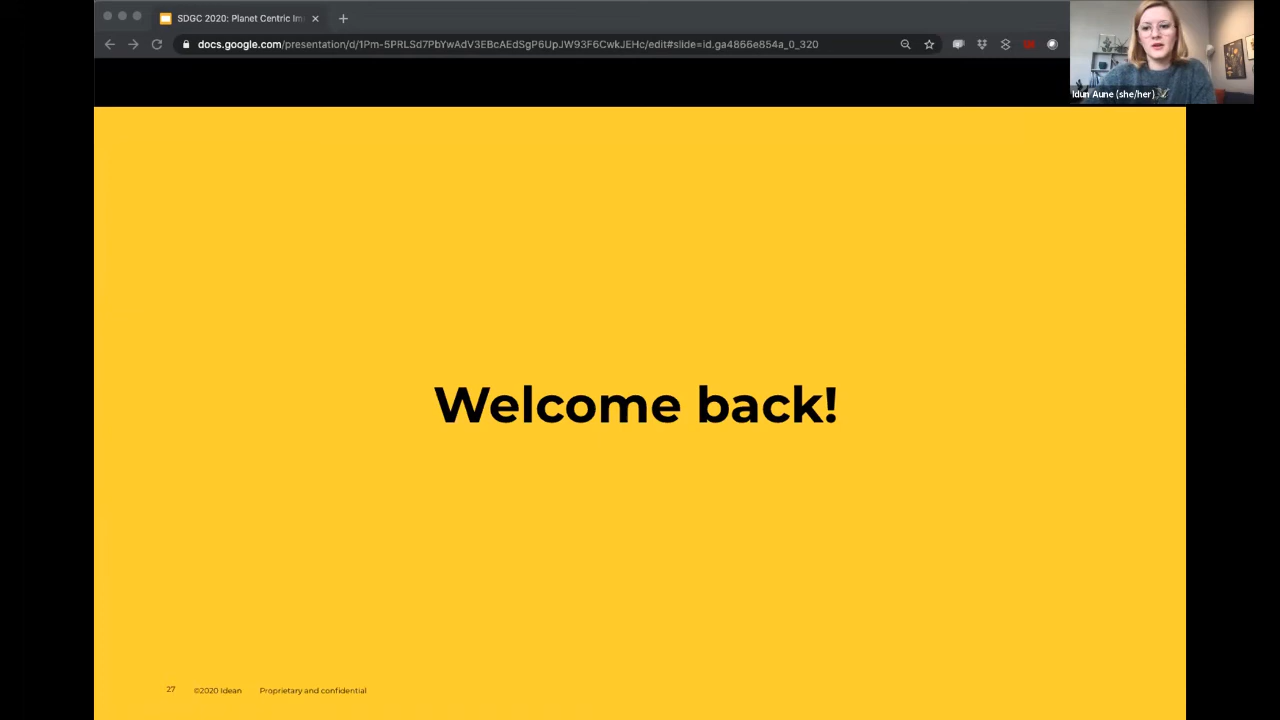 SDGC 2020: Planet Centric Im
docs.google.com/presentation/d/1Pm-5PRLSd7PbYwAdV3EBcAEdSgP6UpJW93F6CwkJEHc/edit#slide=id.ga4866e854a_0_320
Idun Aune (she/her)
Welcome back!
27 ©2020 Idean Proprietary and confidential